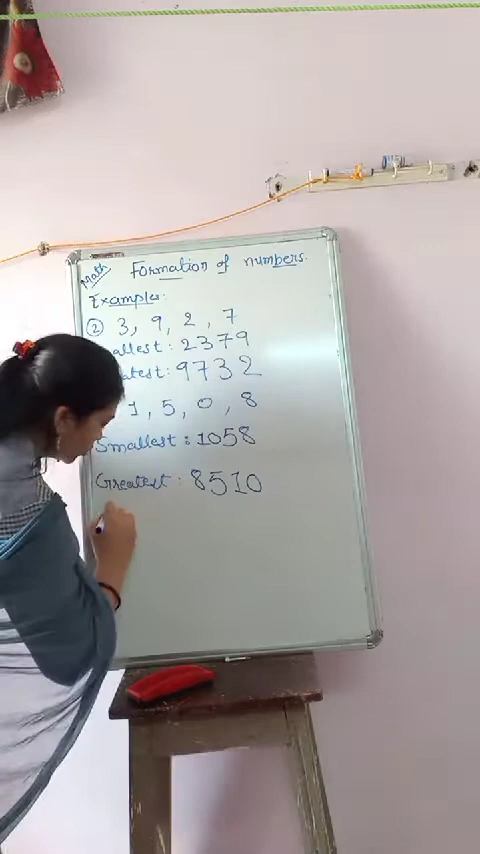 Math
Formation of numbers.
Examples:
② 3, 9, 2, 7
allest: 2379
atest: 9732
1, 5, 0, 8
Smallest: 1058
Greatest: 8510